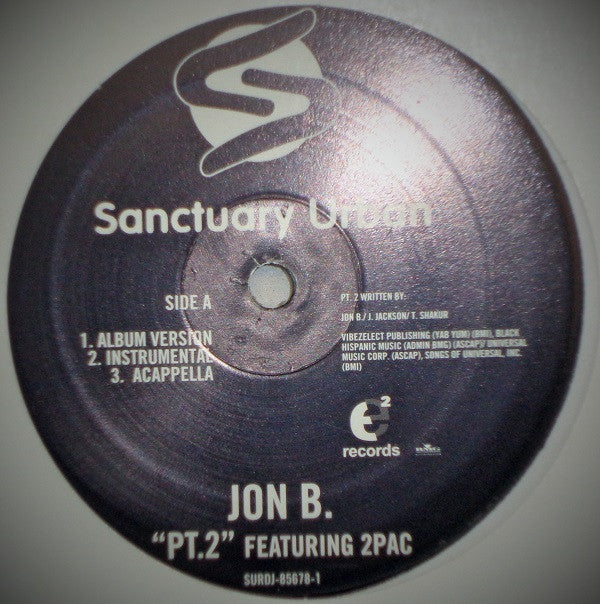 Sanctuary Urban
SIDE A
1. ALBUM VERSION
2. INSTRUMENTAL
3. ACAPPELLA
PT. 2 WRITTEN BY:
JON B./ J. JACKSON/ T. SHAKUR
VIBEZELECT PUBLISHING (YAB YUM) (BMI), BLACK
HISPANIC MUSIC (ADMIN BMG) (ASCAP)/ UNIVERSAL
MUSIC CORP. (ASCAP), SONGS OF UNIVERSAL, INC.
(BMI)
e2
records
BMG
JON B.
"PT.2" FEATURING 2PAC
SURDJ-85678-1